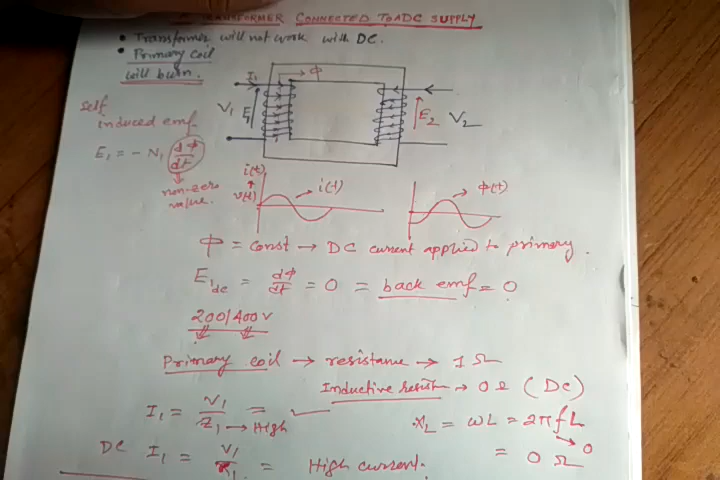 TRANSFORMER CONNECTED TO A DC SUPPLY
• Transformer will not work with DC.
• Primary coil
will burn.
I₁ → Φ
V₁ E₁ E₂ V₂
Self
induced emf.
E₁ = - N₁ dΦ/dt
non-zero
value.
i(t)
v(t) i(t) Φ(t)
Φ = const → DC current applied to primary.
E₁dc = dΦ/dt = 0 = back emf = 0
200/400 V
Primary coil → resistance → 1 Ω
Inductive → 0 Ω (DC)
I₁ = V₁/Z₁ → High =
X_L = ωL = 2πfL
→ 0
= 0 Ω
DC I₁ = V₁/R₁ = High current.